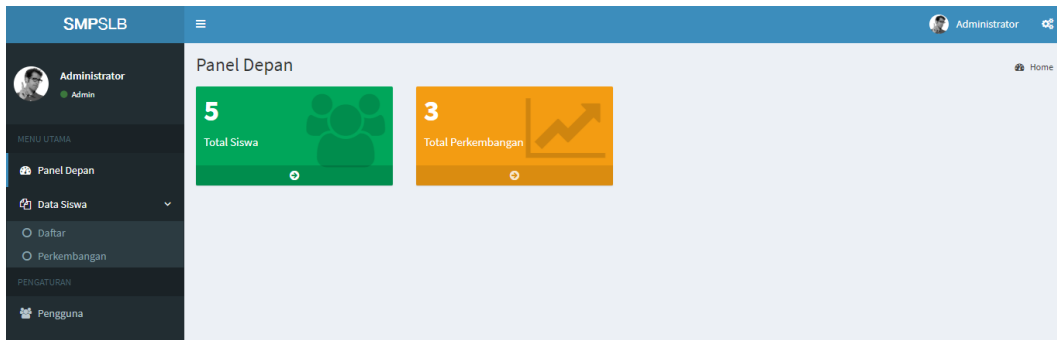 SMPSLB
Administrator
Administrator
Admin
MENU UTAMA
Panel Depan
Data Siswa
Daftar
Perkembangan
PENGATURAN
Pengguna
Panel Depan
Home
5
Total Siswa
3
Total Perkembangan